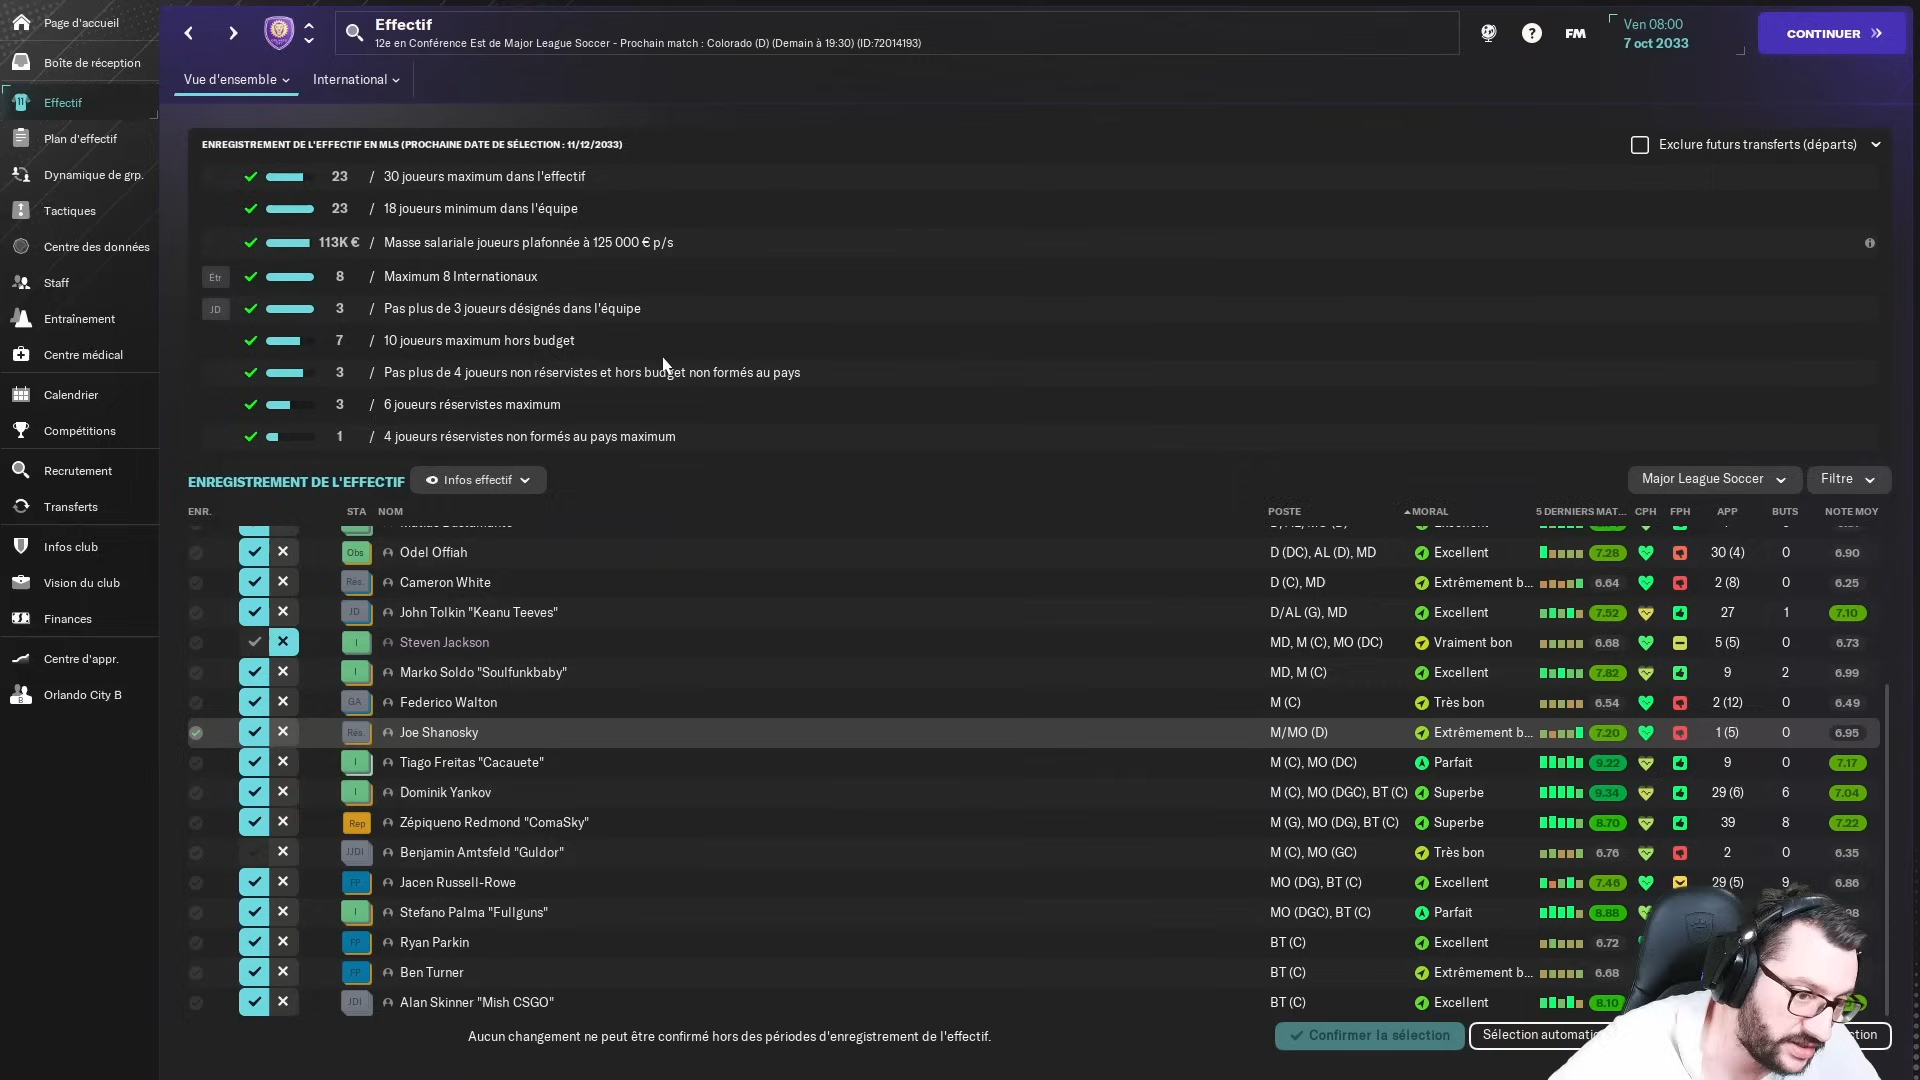 Page d'accueil
Boîte de réception
Effectif
Plan d'effectif
Dynamique de grp.
Tactiques
Centre des données
Staff
Entraînement
Centre médical
Calendrier
Compétitions
Recrutement
Transferts
Infos club
Vision du club
Finances
Centre d'appr.
Orlando City B
Effectif
12e en Conférence Est de Major League Soccer - Prochain match : Colorado (D) (Demain à 19:30) (ID:72014193)
FM
Ven 08:00
7 oct 2033
CONTINUER
Vue d'ensemble
International
ENREGISTREMENT DE L'EFFECTIF EN MLS (PROCHAINE DATE DE SÉLECTION : 11/12/2033)
Exclure futurs transferts (départs)
23 / 30 joueurs maximum dans l'effectif
23 / 18 joueurs minimum dans l'équipe
113K € / Masse salariale joueurs plafonnée à 125 000 € p/s
Etr 8 / Maximum 8 Internationaux
JD 3 / Pas plus de 3 joueurs désignés dans l'équipe
7 / 10 joueurs maximum hors budget
3 / Pas plus de 4 joueurs non réservistes et hors budget non formés au pays
3 / 6 joueurs réservistes maximum
1 / 4 joueurs réservistes non formés au pays maximum
ENREGISTREMENT DE L'EFFECTIF
Infos effectif
Major League Soccer
Filtre
ENR. STA NOM POSTE MORAL 5 DERNIERS MAT... CPH FPH APP BUTS NOTE MOY
Obs Odel Offiah D (DC), AL (D), MD Excellent 7.28 30 (4) 0 6.90
Rés. Cameron White D (C), MD Extrêmement b... 6.64 2 (8) 0 6.25
JD John Tolkin "Keanu Teeves" D/AL (G), MD Excellent 7.52 27 1 7.10
I Steven Jackson MD, M (C), MO (DC) Vraiment bon 6.68 5 (5) 0 6.73
I Marko Soldo "Soulfunkbaby" MD, M (C) Excellent 7.82 9 2 6.99
GA Federico Walton M (C) Très bon 6.54 2 (12) 0 6.49
Rés. Joe Shanosky M/MO (D) Extrêmement b... 7.20 1 (5) 0 6.95
I Tiago Freitas "Cacauete" M (C), MO (DC) Parfait 9.22 9 0 7.17
I Dominik Yankov M (C), MO (DGC), BT (C) Superbe 9.34 29 (6) 6 7.04
Rep Zépiqueno Redmond "ComaSky" M (G), MO (DG), BT (C) Superbe 8.70 39 8 7.22
JJDI Benjamin Amtsfeld "Guldor" M (C), MO (GC) Très bon 6.76 2 0 6.35
FP Jacen Russell-Rowe MO (DG), BT (C) Excellent 7.46 29 (5) 9 6.86
I Stefano Palma "Fullguns" MO (DGC), BT (C) Parfait 8.88
FP Ryan Parkin BT (C) Excellent 6.72
FP Ben Turner BT (C) Extrêmement b... 6.68
JDI Alan Skinner "Mish CSGO" BT (C) Excellent 8.10
Aucun changement ne peut être confirmé hors des périodes d'enregistrement de l'effectif.
Confirmer la sélection
Sélection automati